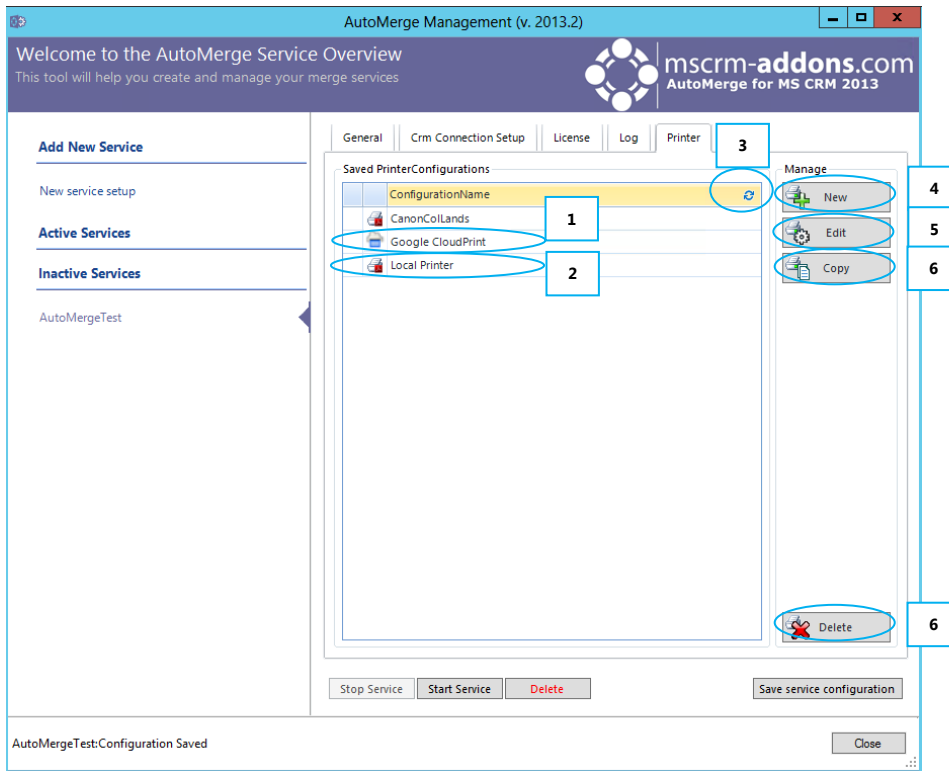 AutoMerge Management (v. 2013.2)
Welcome to the AutoMerge Service Overview
This tool will help you create and manage your merge services
mscrm-addons.com
AutoMerge for MS CRM 2013
Add New Service
New service setup
Active Services
Inactive Services
AutoMergeTest
General
Crm Connection Setup
License
Log
Printer
3
Saved PrinterConfigurations
ConfigurationName
CanonColLands
1
Google CloudPrint
Local Printer
2
Manage
New
4
Edit
5
Copy
6
Delete
6
Stop Service
Start Service
Delete
Save service configuration
AutoMergeTest:Configuration Saved
Close